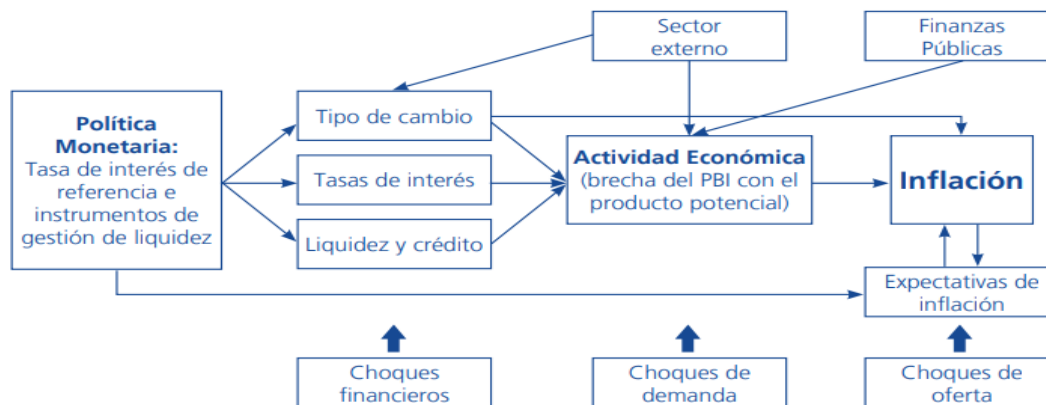 Sector
externo
Finanzas
Públicas
Política
Monetaria:
Tasa de interés de
referencia e
instrumentos de
gestión de liquidez
Tipo de cambio
Tasas de interés
Liquidez y crédito
Actividad Económica
(brecha del PBI con el
producto potencial)
Inflación
Expectativas de
inflación
Choques
financieros
Choques de
demanda
Choques de
oferta